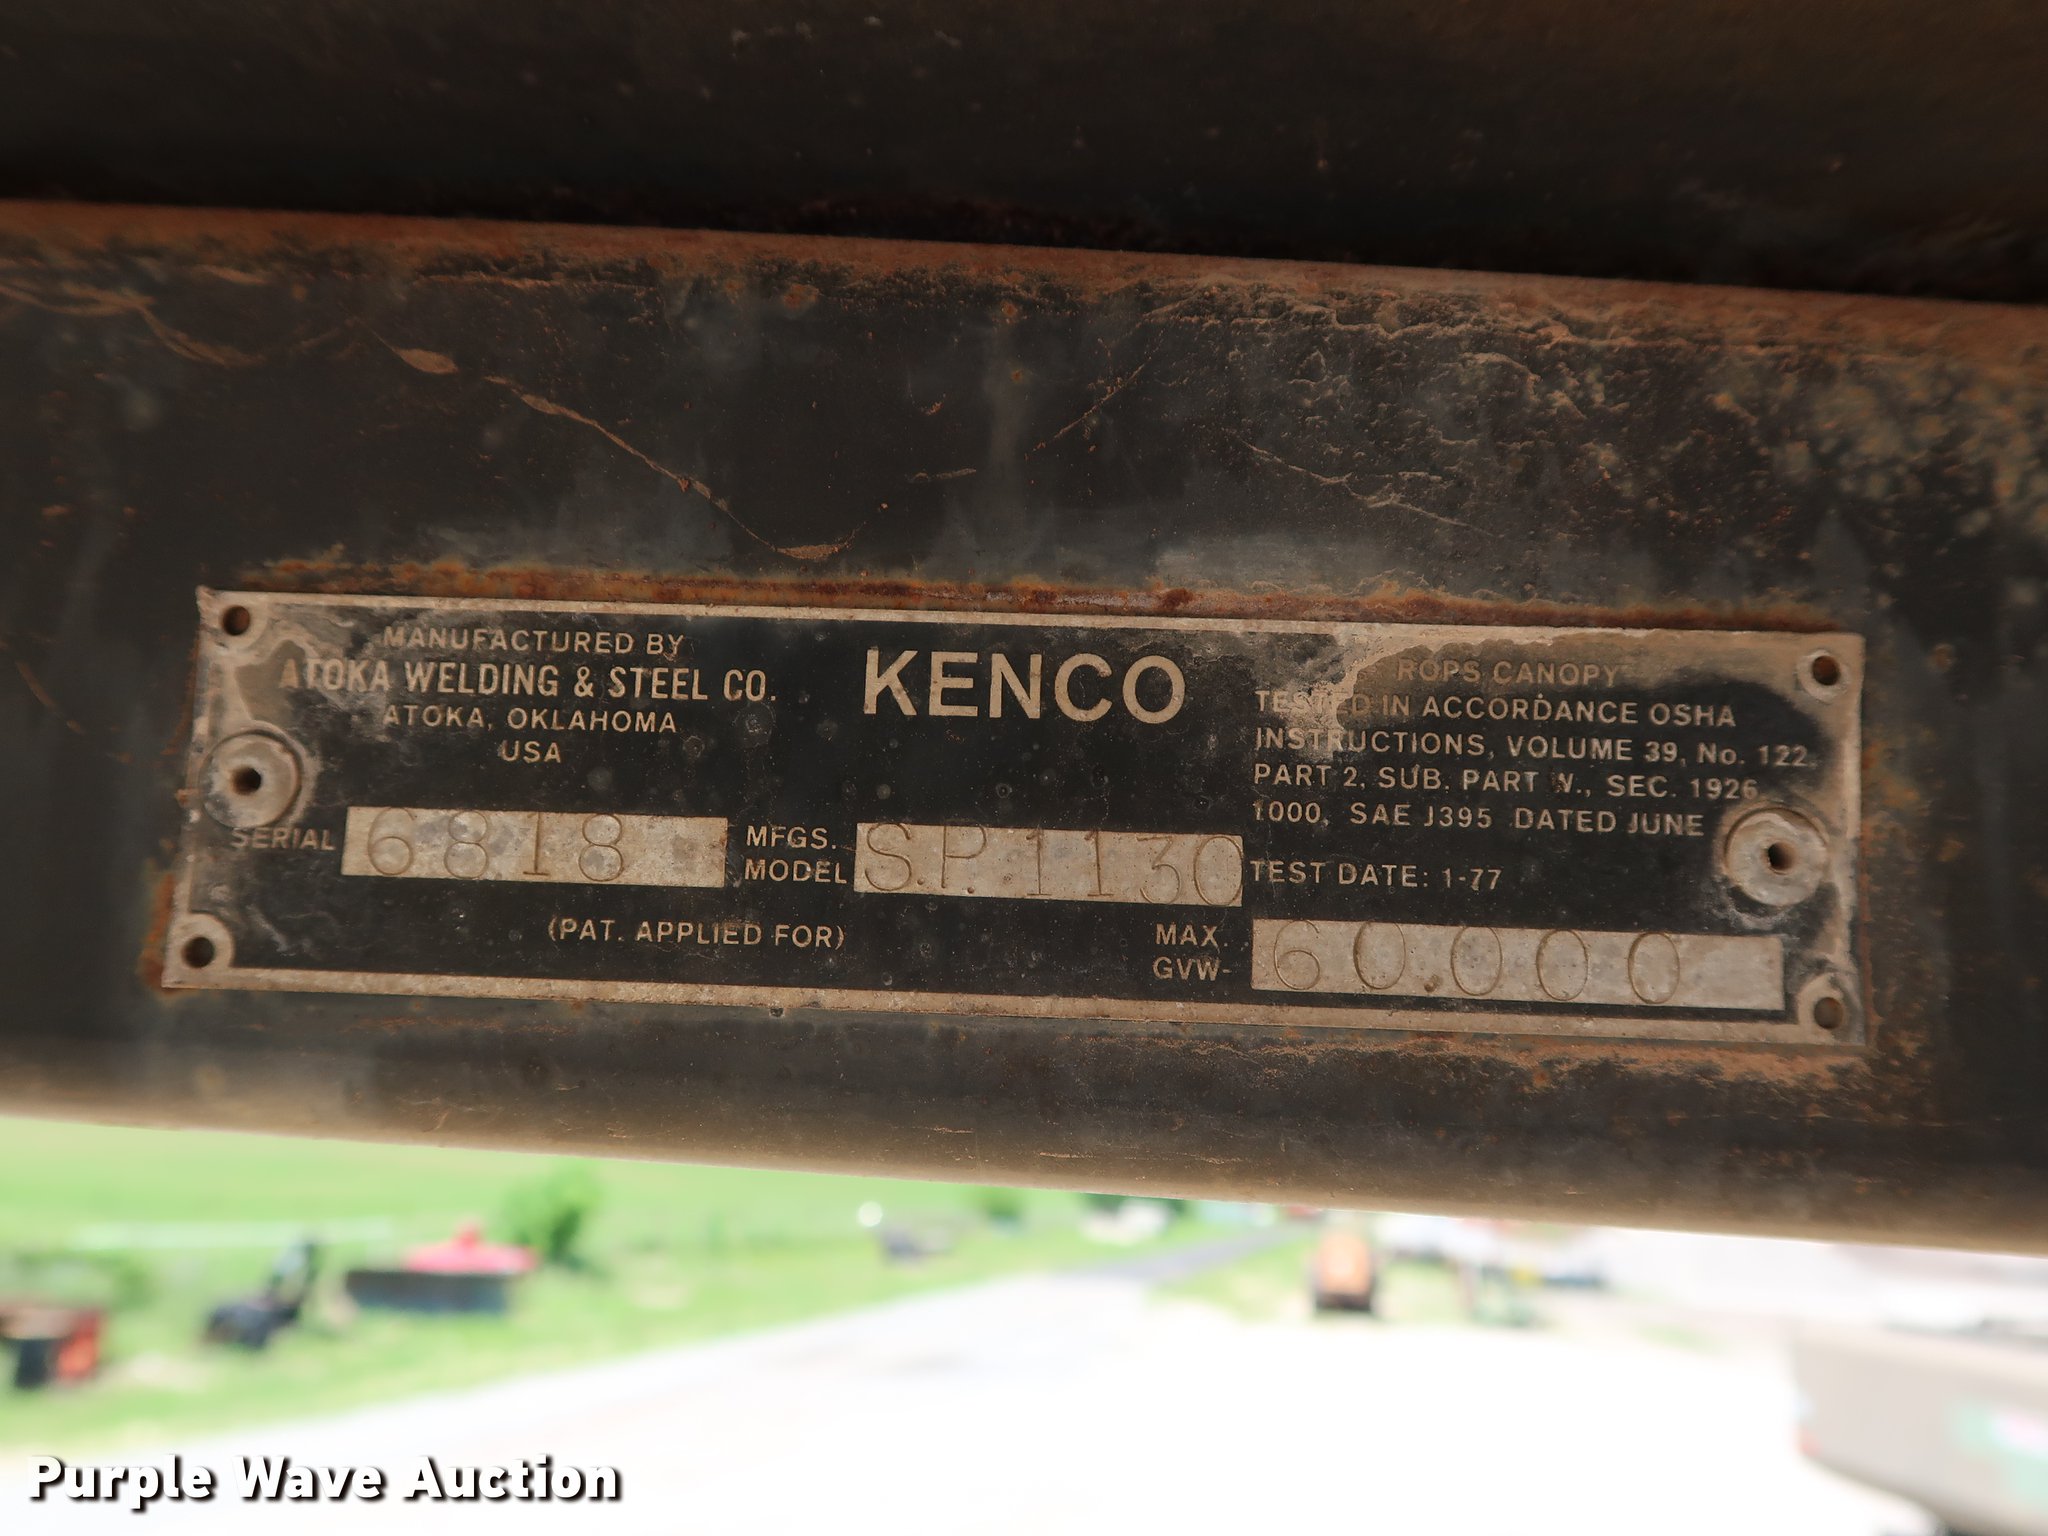 MANUFACTURED BY
ATOKA WELDING & STEEL CO.
ATOKA, OKLAHOMA
USA
KENCO
ROPS CANOPY
TESTED IN ACCORDANCE OSHA
INSTRUCTIONS, VOLUME 39, No. 122,
PART 2, SUB. PART W., SEC. 1926
1000, SAE J395 DATED JUNE
SERIAL 6818
MFGS. MODEL S.P. 1130
TEST DATE: 1-77
(PAT. APPLIED FOR)
MAX. GVW- 60,000
Purple Wave Auction